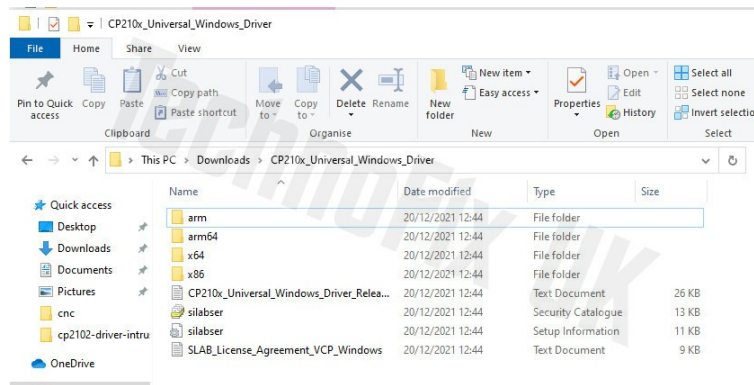 CP210x_Universal_Windows_Driver
File Home Share View
Pin to Quick access
Copy
Paste
Cut
Copy path
Paste shortcut
Move to
Copy to
Delete
Rename
New folder
New item
Easy access
Properties
Open
Edit
History
Select all
Select none
Invert selectio
Clipboard Organise New Open Select
This PC > Downloads > CP210x_Universal_Windows_Driver
Quick access
Desktop
Downloads
Documents
Pictures
cnc
cp2102-driver-intru
OneDrive
Name Date modified Type Size
arm 20/12/2021 12:44 File folder
arm64 20/12/2021 12:44 File folder
x64 20/12/2021 12:44 File folder
x86 20/12/2021 12:44 File folder
CP210x_Universal_Windows_Driver_Relea... 20/12/2021 12:44 Text Document 26 KB
silabser 20/12/2021 12:44 Security Catalogue 13 KB
silabser 20/12/2021 12:44 Setup Information 11 KB
SLAB_License_Agreement_VCP_Windows 20/12/2021 12:44 Text Document 9 KB
TechnoFix UK